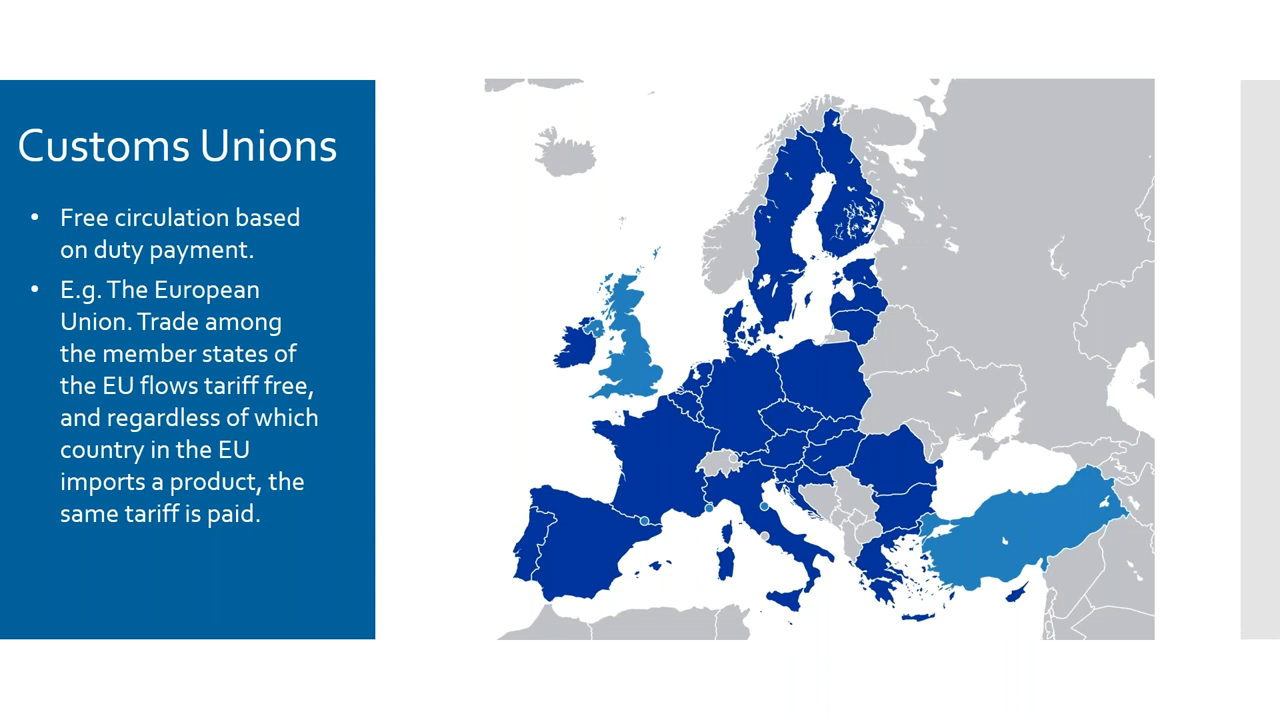 Customs Unions
• Free circulation based
on duty payment.
• E.g. The European
Union. Trade among
the member states of
the EU flows tariff free,
and regardless of which
country in the EU
imports a product, the
same tariff is paid.